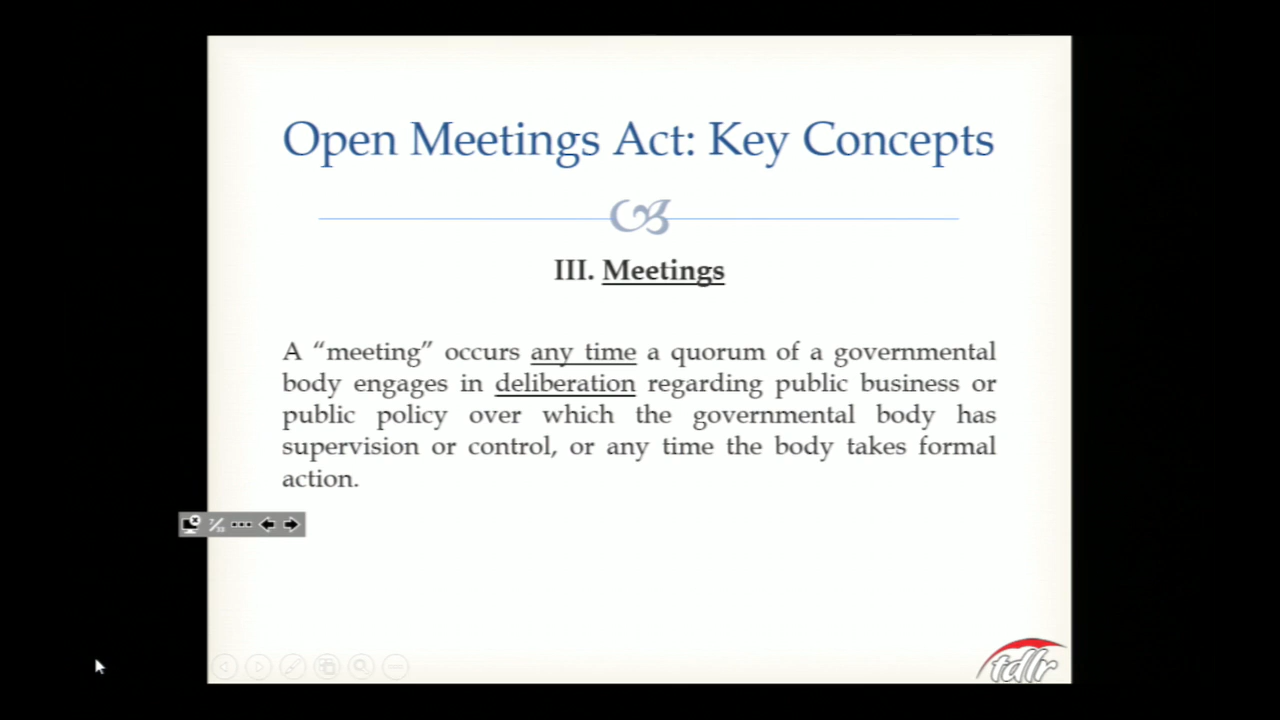 Open Meetings Act: Key Concepts
III. Meetings
A “meeting” occurs any time a quorum of a governmental
body engages in deliberation regarding public business or
public policy over which the governmental body has
supervision or control, or any time the body takes formal
action.
tdlr